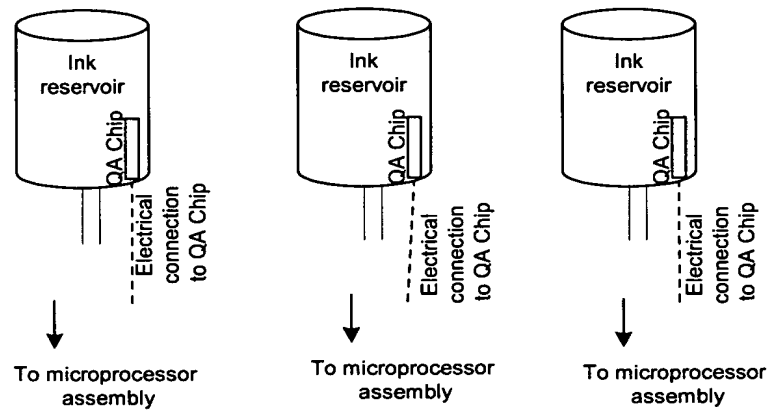 Ink
reservoir
QA Chip
Electrical
connection
to QA Chip
To microprocessor
assembly
Ink
reservoir
QA Chip
Electrical
connection
to QA Chip
To microprocessor
assembly
Ink
reservoir
QA Chip
Electrical
connection
to QA Chip
To microprocessor
assembly